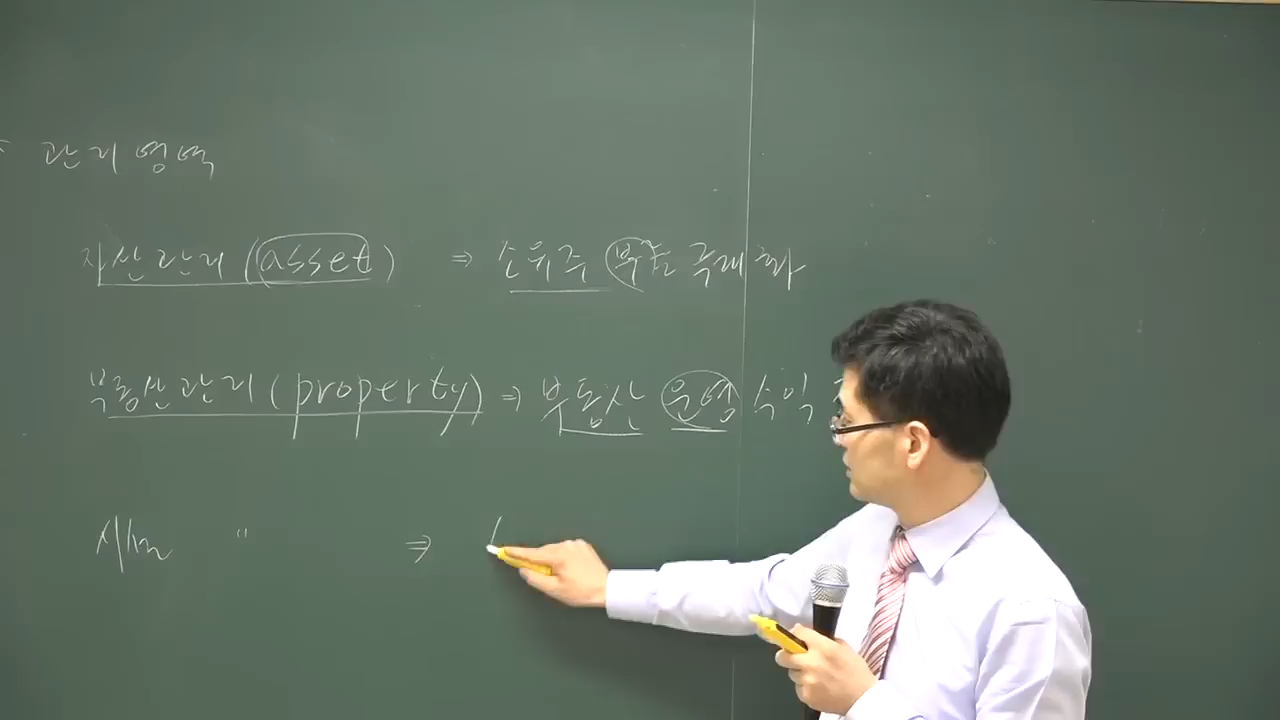 관리영역
자산관리 (asset) ⇒ 소유주 부 극대화
부동산관리 (property) ⇒ 부동산 운영 수익
시설 " ⇒